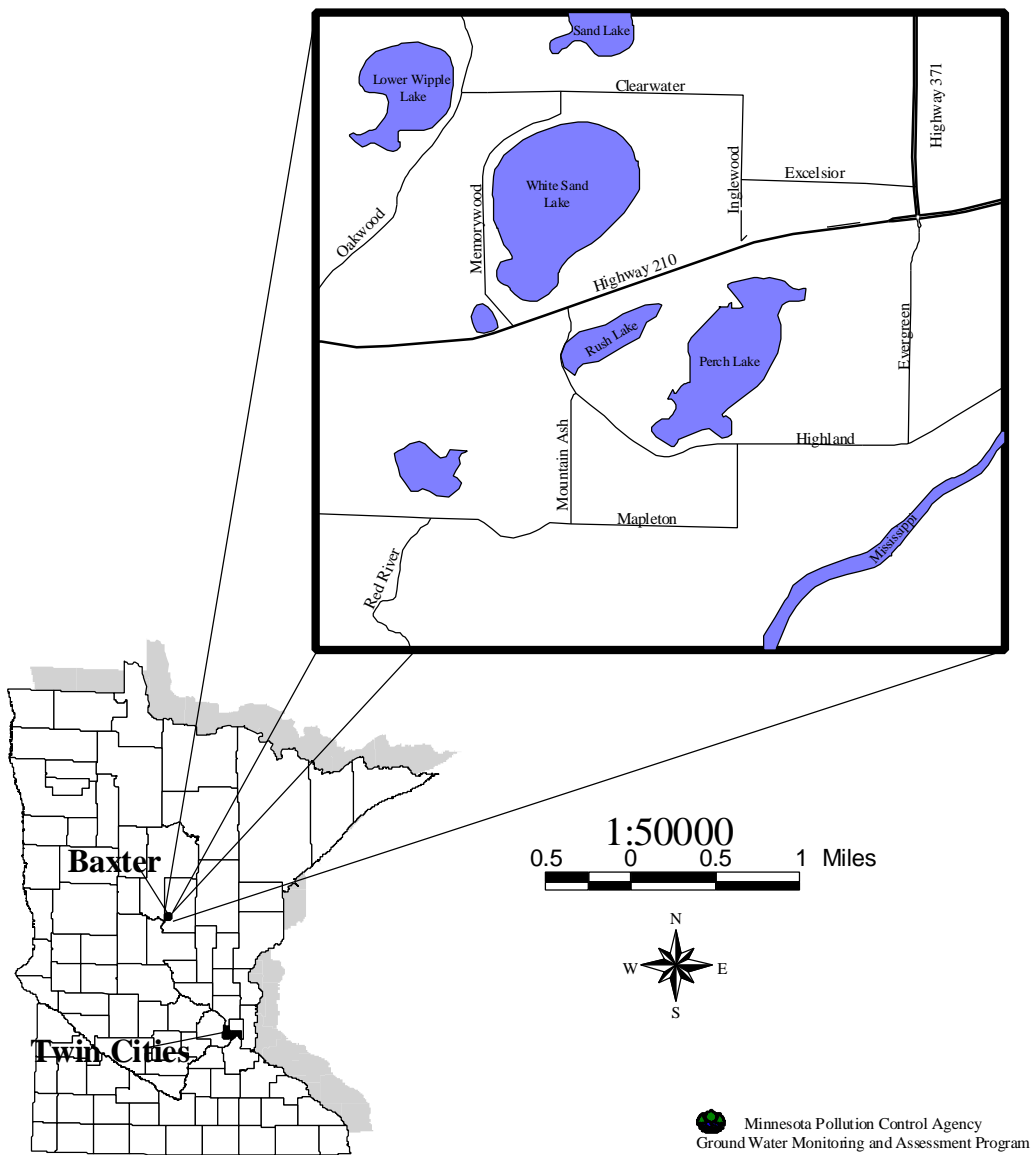 Sand Lake
Lower Wipple
Lake
Clearwater
Highway 371
White Sand
Lake
Memorywood
Inglewood
Excelsior
Oakwood
Highway 210
Rush Lake
Perch Lake
Evergreen
Mountain Ash
Highland
Mapleton
Mississippi
Red River
Baxter
Twin Cities
1:50000
0.5 0 0.5 1 Miles
N
W E
S
Minnesota Pollution Control Agency
Ground Water Monitoring and Assessment Program